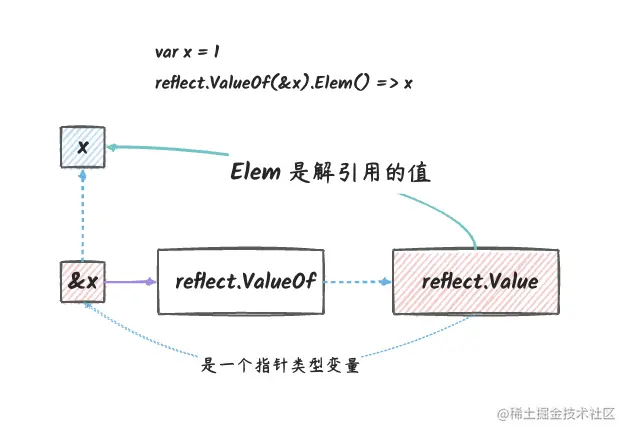 var x = 1
reflect.ValueOf(&x).Elem() => x
x
Elem 是解引用的值
&x
reflect.ValueOf
reflect.Value
是一个指针类型变量
@稀土掘金技术社区